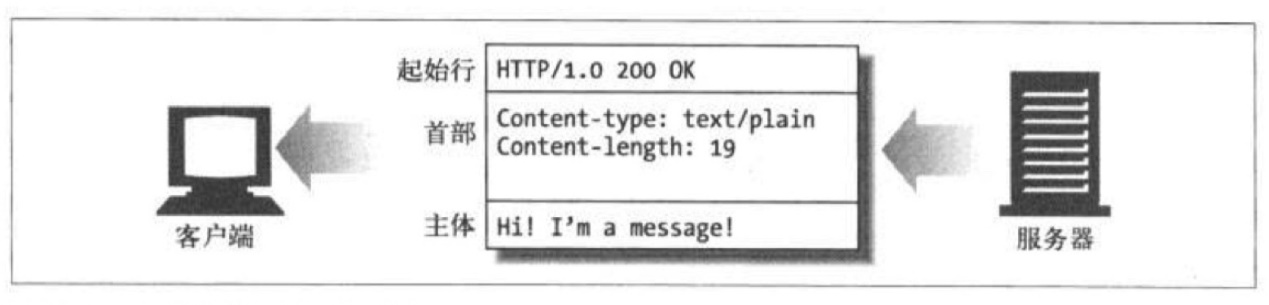 起始行 HTTP/1.0 200 OK
首部 Content-type: text/plain
Content-length: 19
主体 Hi! I'm a message!
客户端
服务器